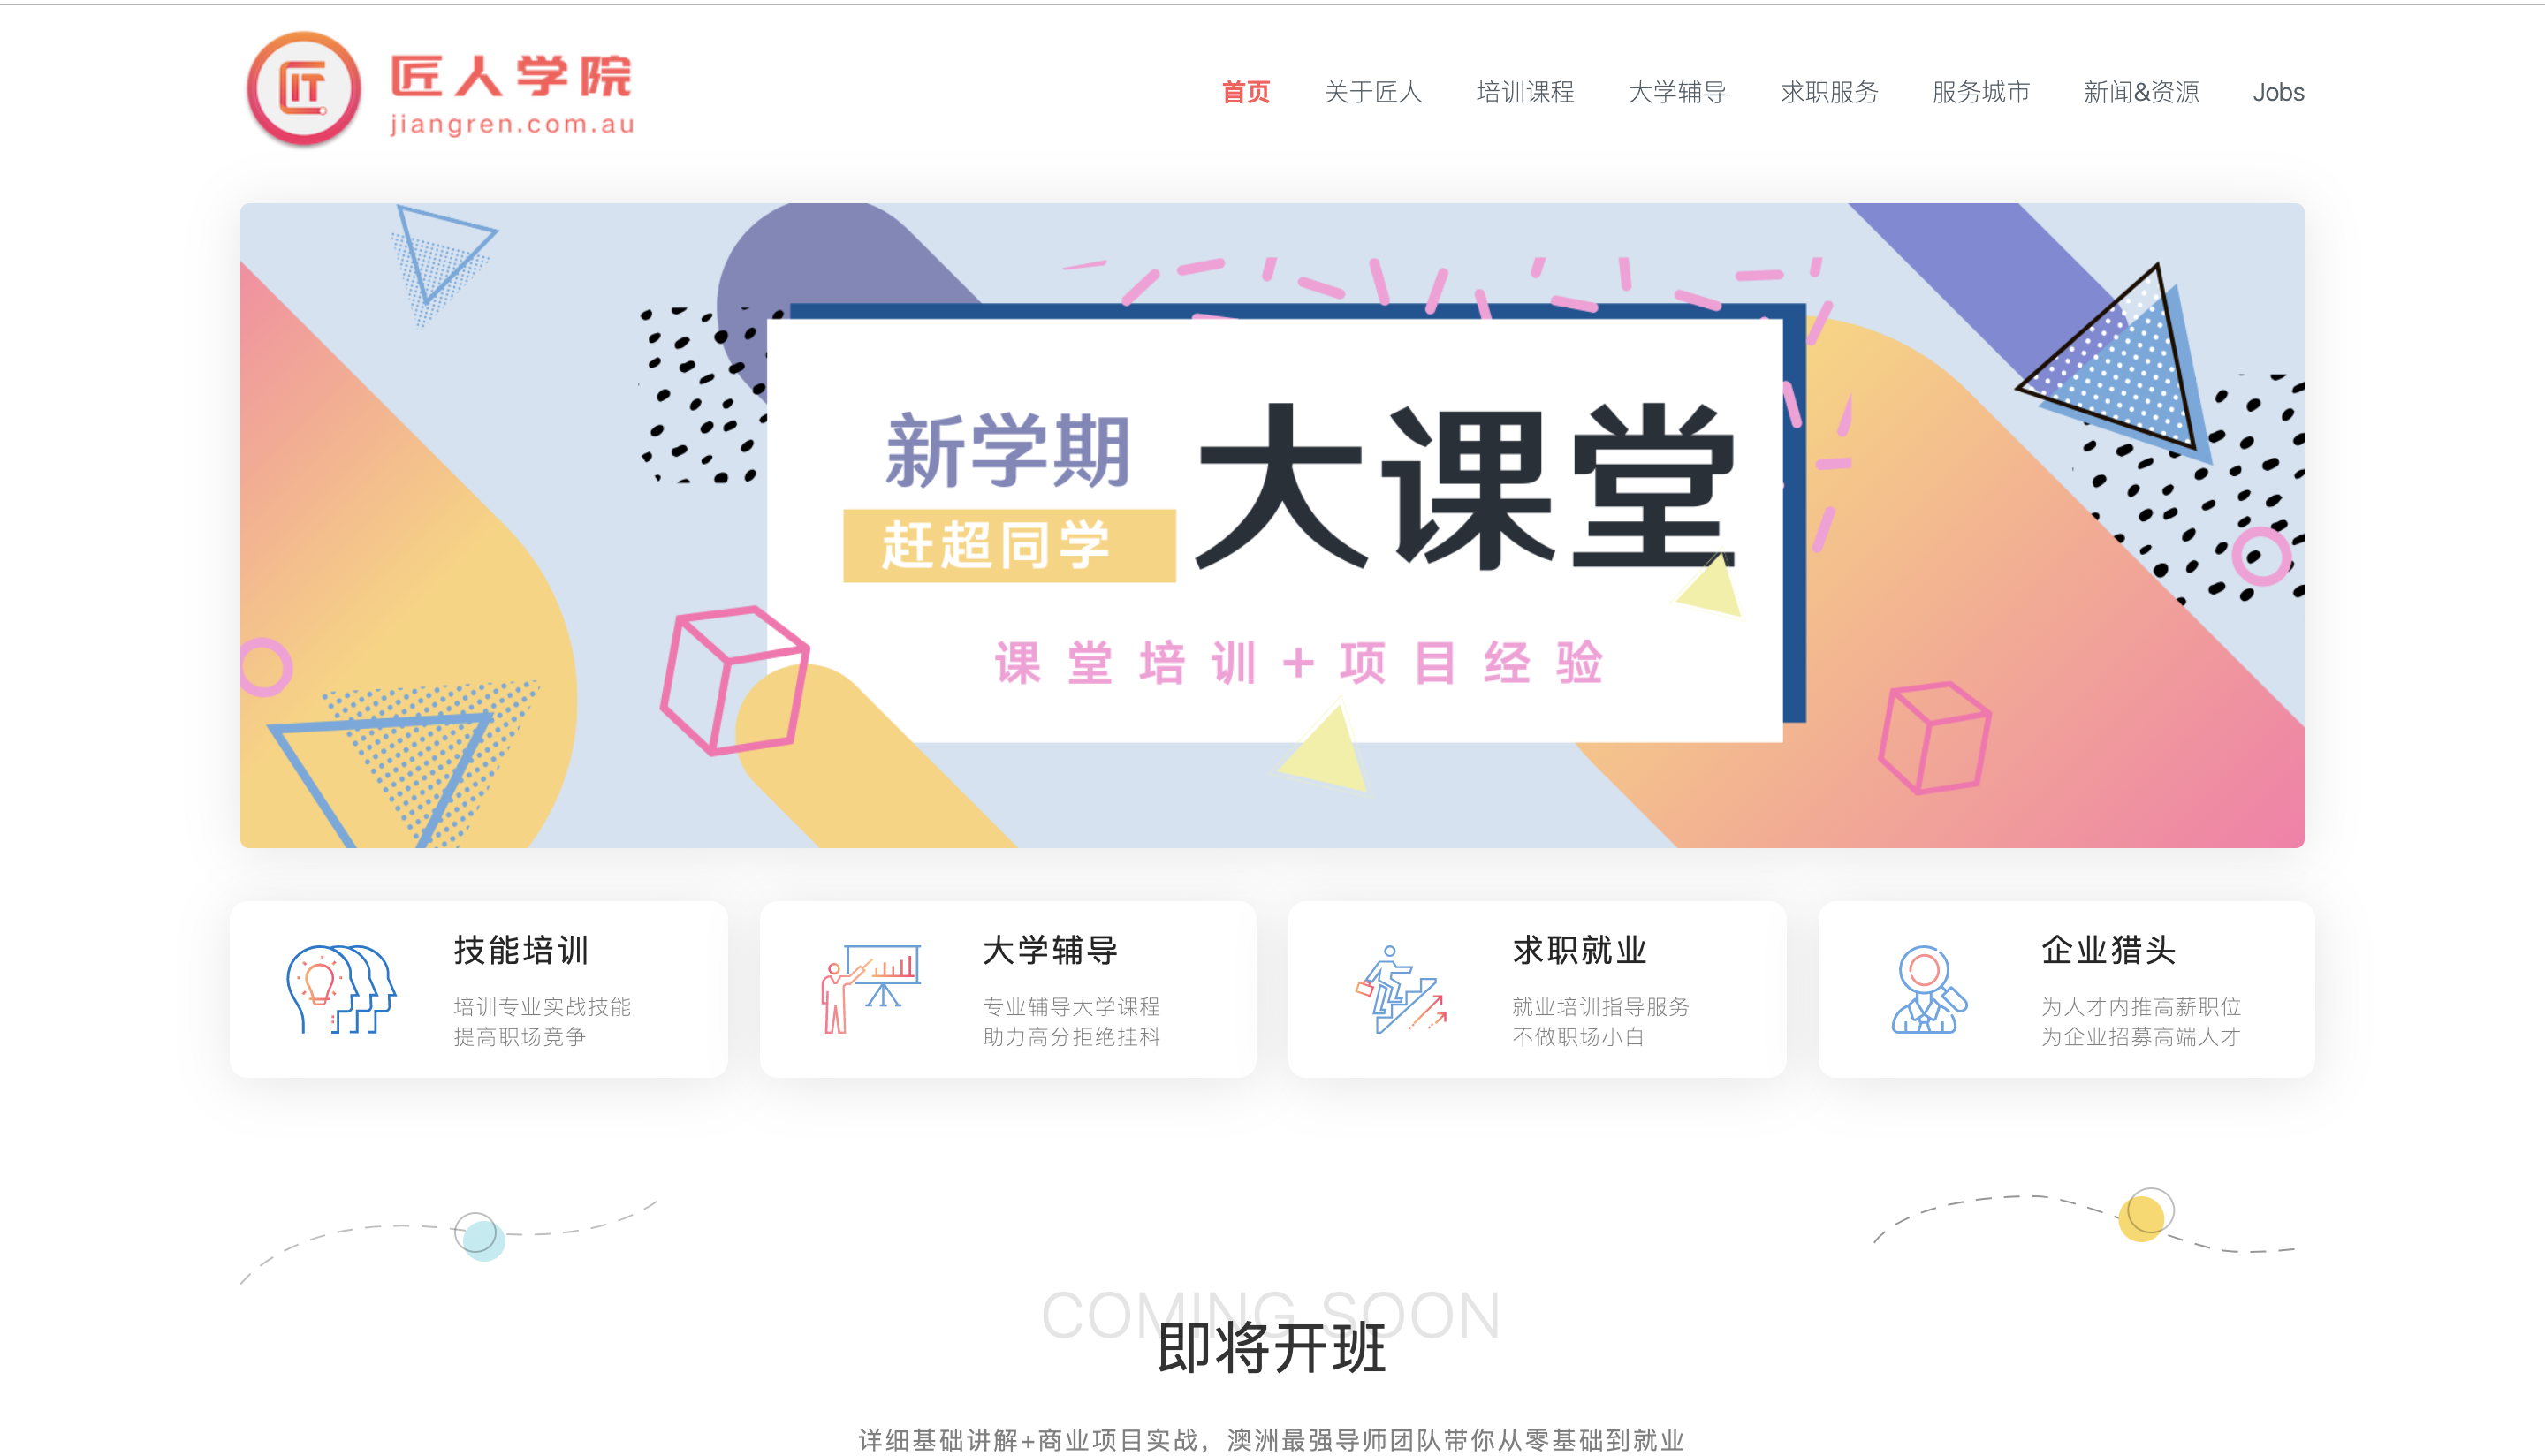 匠人学院
jiangren.com.au
首页 关于匠人 培训课程 大学辅导 求职服务 服务城市 新闻&资源 Jobs
新学期
赶超同学
大课堂
课堂培训+项目经验
技能培训
培训专业实战技能
提高职场竞争
大学辅导
专业辅导大学课程
助力高分拒绝挂科
求职就业
就业培训指导服务
不做职场小白
企业猎头
为人才内推高薪职位
为企业招募高端人才
COMING SOON
即将开班
详细基础讲解+商业项目实战，澳洲最强导师团队带你从零基础到就业